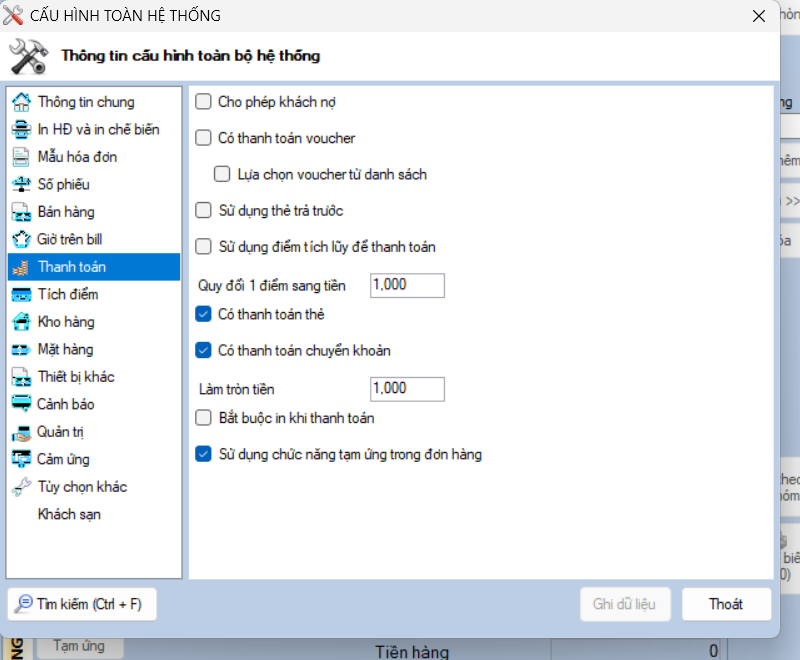 CẤU HÌNH TOÀN HỆ THỐNG
Thông tin cấu hình toàn bộ hệ thống
Thông tin chung
In HĐ và in chế biến
Mẫu hóa đơn
Số phiếu
Bán hàng
Giờ trên bill
Thanh toán
Tích điểm
Kho hàng
Mặt hàng
Thiết bị khác
Cảnh báo
Quản trị
Cảm ứng
Tùy chọn khác
Khách sạn
Cho phép khách nợ
Có thanh toán voucher
Lựa chọn voucher từ danh sách
Sử dụng thẻ trả trước
Sử dụng điểm tích lũy để thanh toán
Quy đổi 1 điểm sang tiền 1,000
Có thanh toán thẻ
Có thanh toán chuyển khoản
Làm tròn tiền 1,000
Bắt buộc in khi thanh toán
Sử dụng chức năng tạm ứng trong đơn hàng
Tìm kiếm (Ctrl + F)
Ghi dữ liệu
Thoát
Tạm ứng
Tiền hàng
0
>>